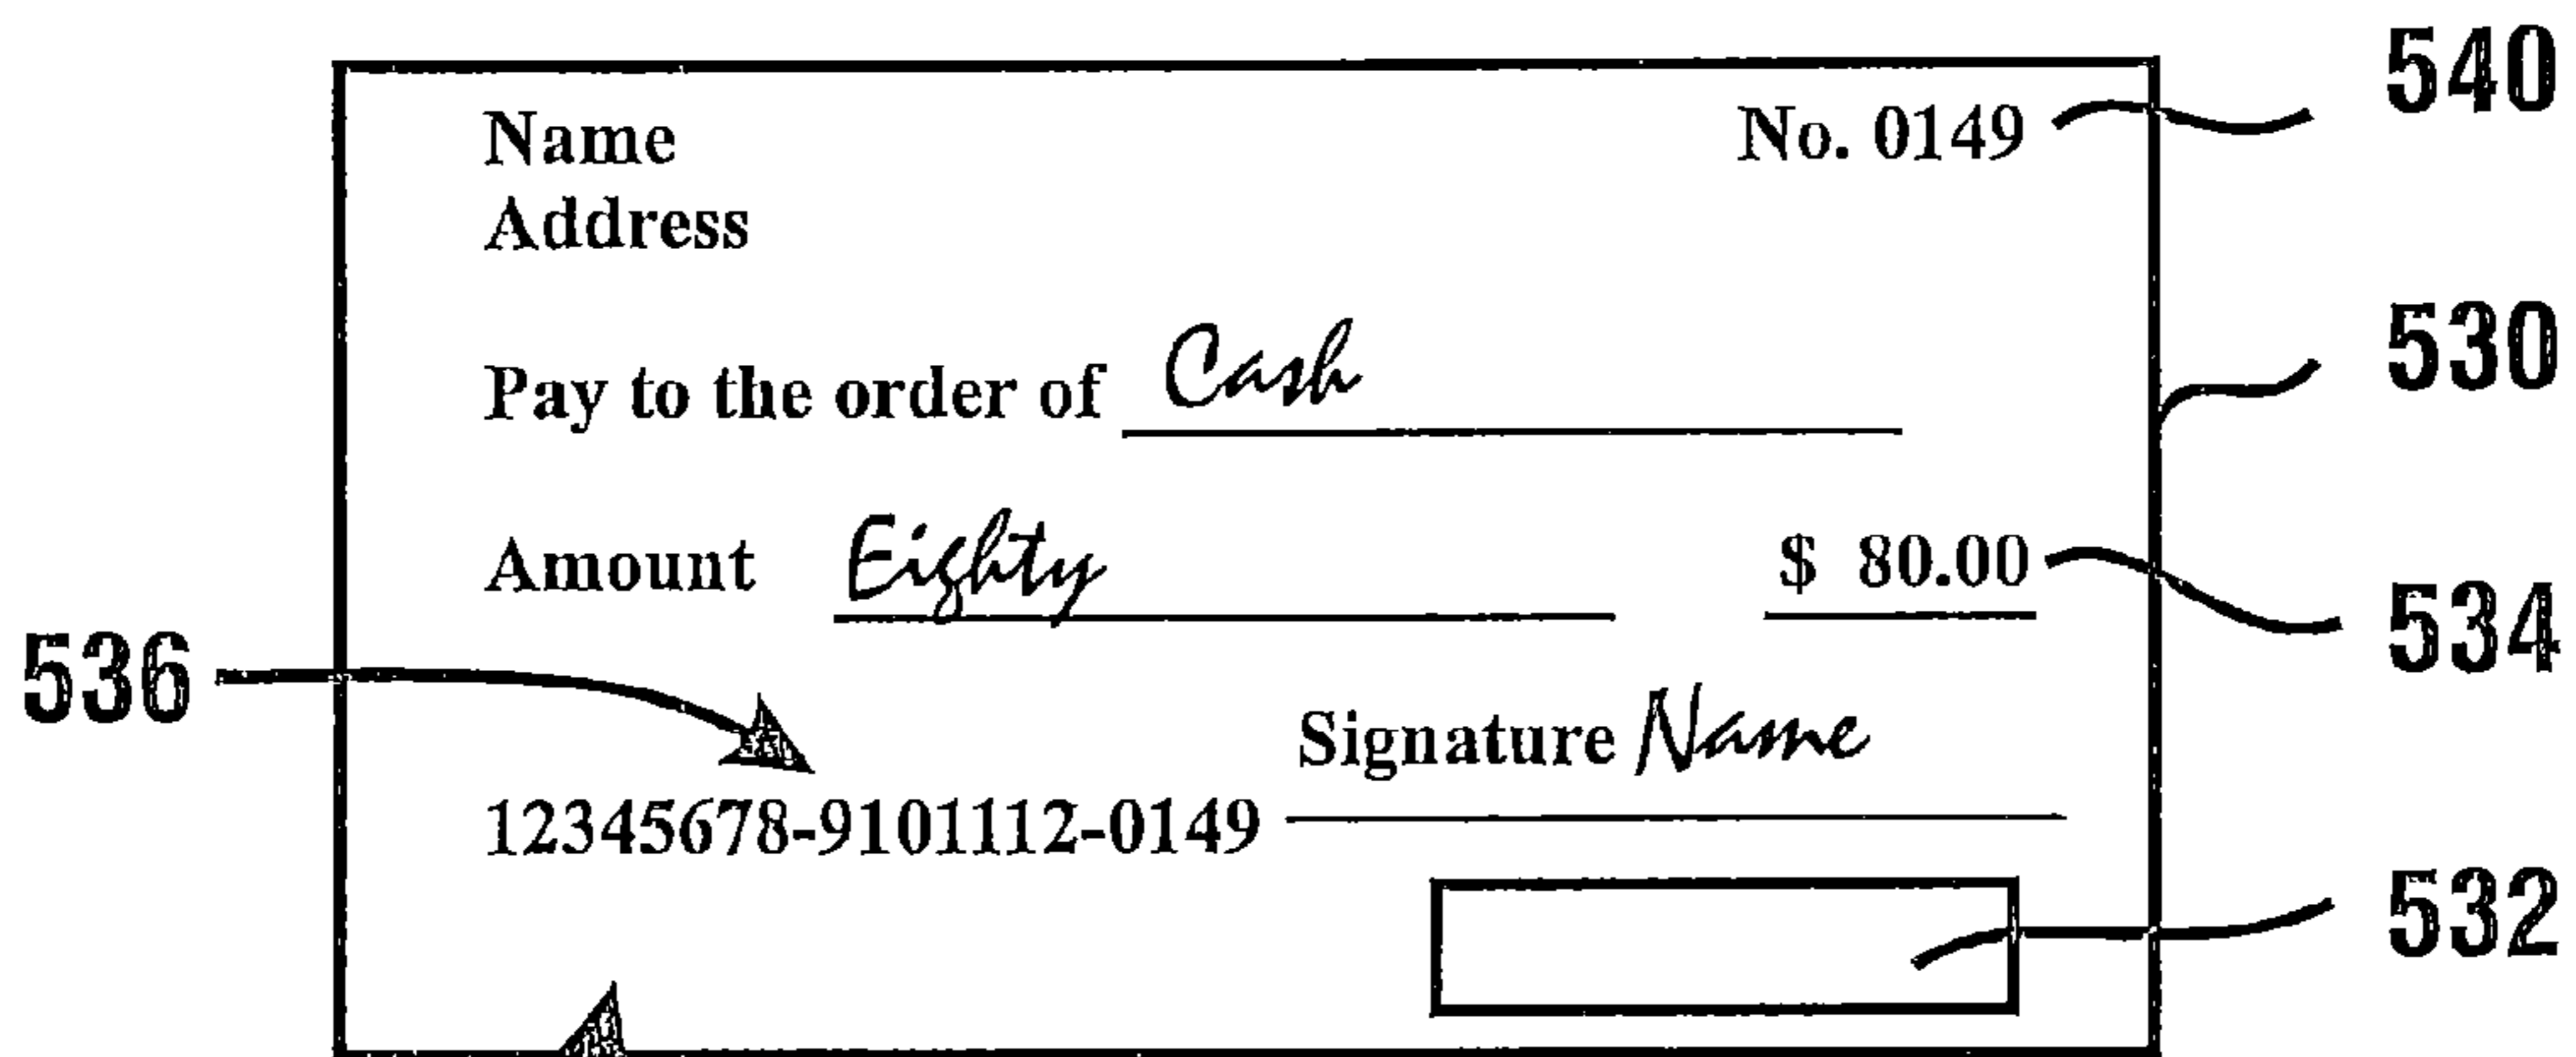 540
Name No. 0149
Address
530
Pay to the order of Cash
Amount Eighty $ 80.00
534
536
Signature Name
12345678-9101112-0149
532